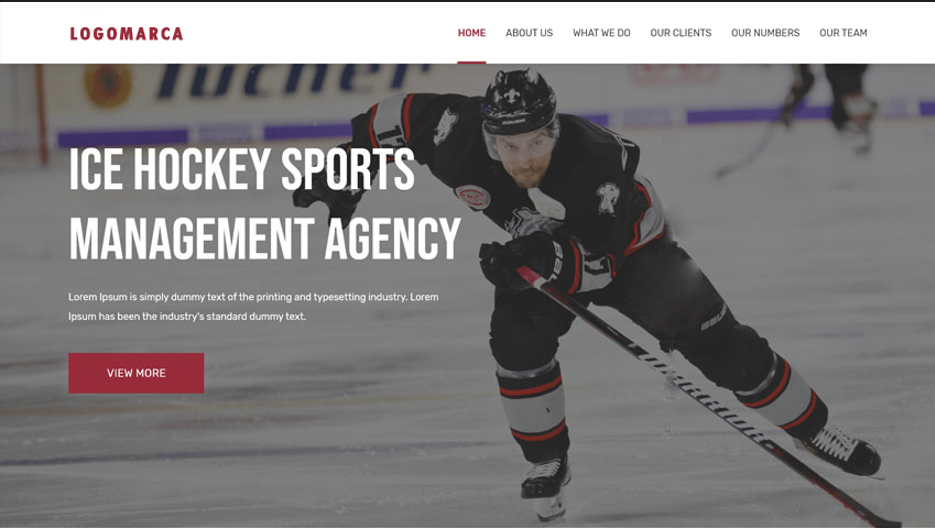 LOGOMARCA
HOME ABOUT US WHAT WE DO OUR CLIENTS OUR NUMBERS OUR TEAM
Tucher
ICE HOCKEY SPORTS
MANAGEMENT AGENCY
Lorem Ipsum is simply dummy text of the printing and typesetting industry. Lorem
Ipsum has been the industry's standard dummy text.
VIEW MORE